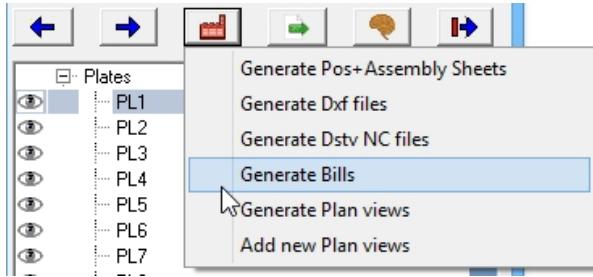 Plates
PL1
PL2
PL3
PL4
PL5
PL6
PL7
Generate Pos+Assembly Sheets
Generate Dxf files
Generate Dstv NC files
Generate Bills
Generate Plan views
Add new Plan views